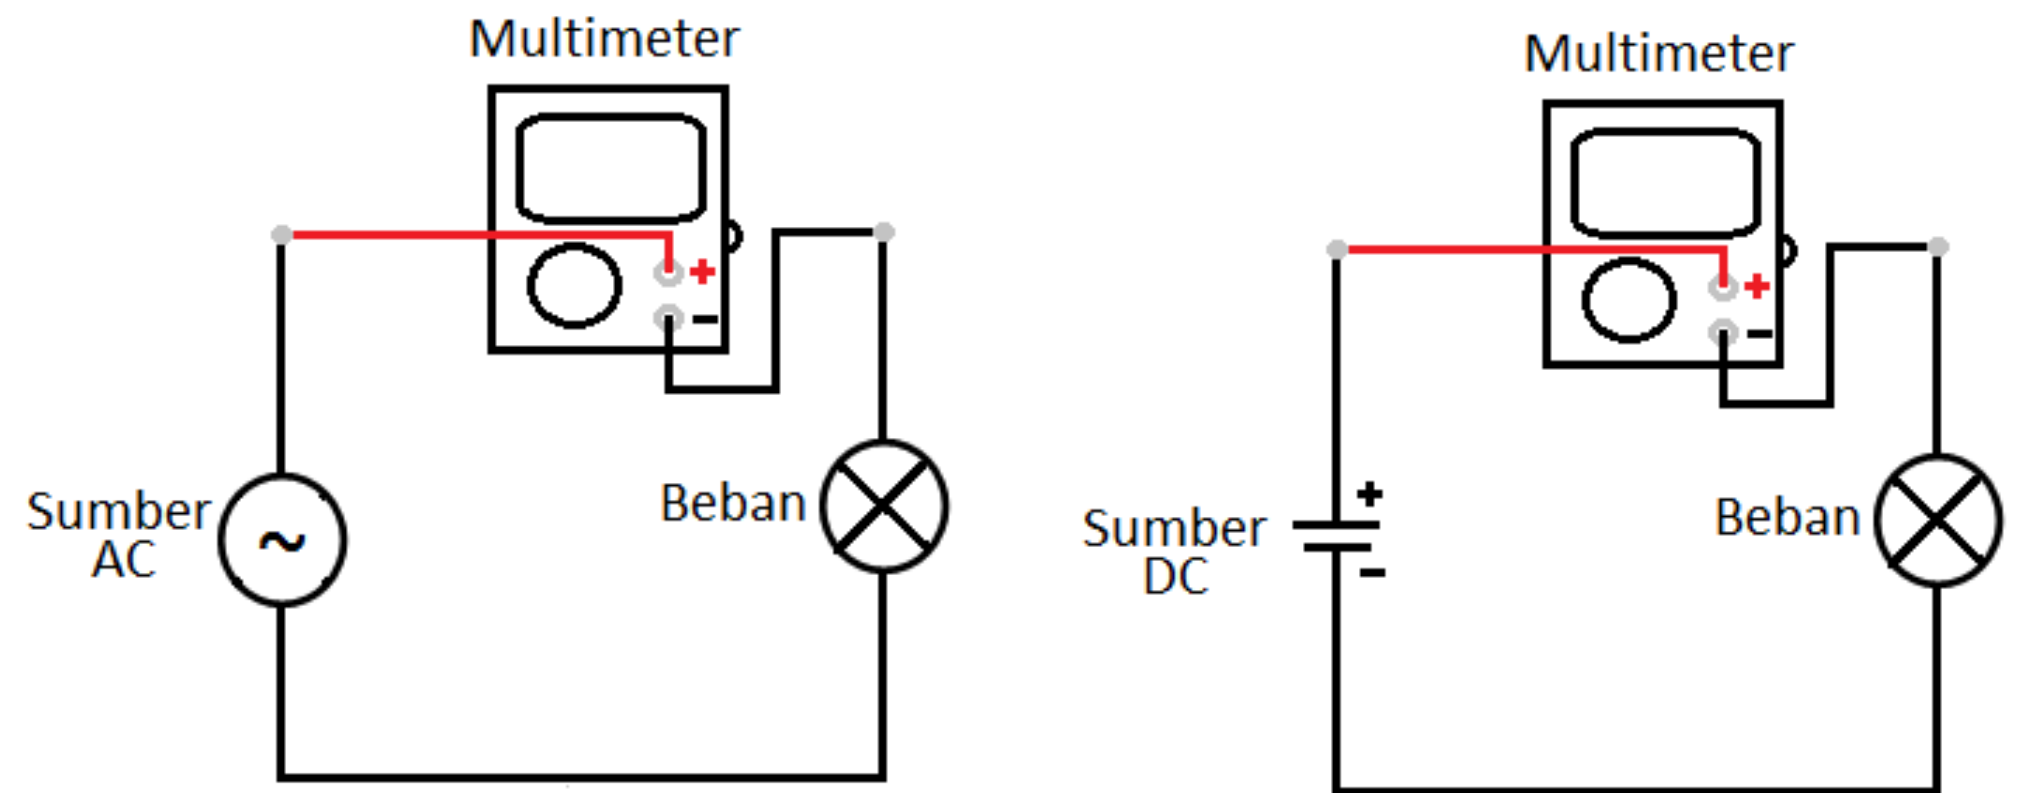 Multimeter
+
−
Sumber
AC
~
Beban
Multimeter
+
−
Sumber
DC
+
−
Beban